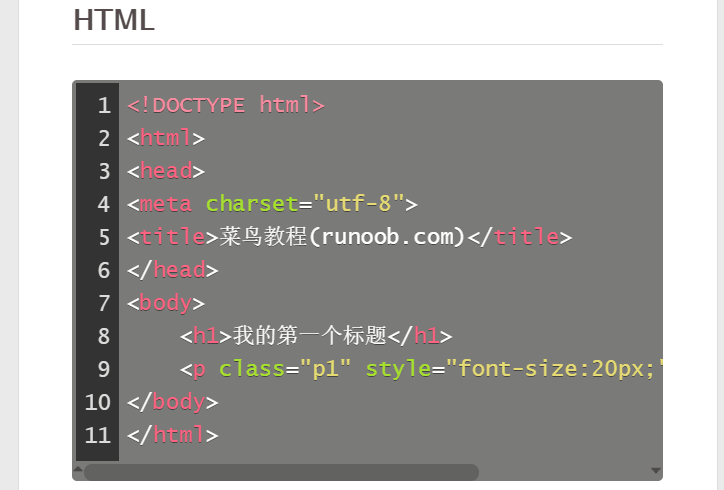 HTML
1 <!DOCTYPE html>
2 <html>
3 <head>
4 <meta charset="utf-8">
5 <title>菜鸟教程(runoob.com)</title>
6 </head>
7 <body>
8     <h1>我的第一个标题</h1>
9     <p class="p1" style="font-size:20px;"
10 </body>
11 </html>